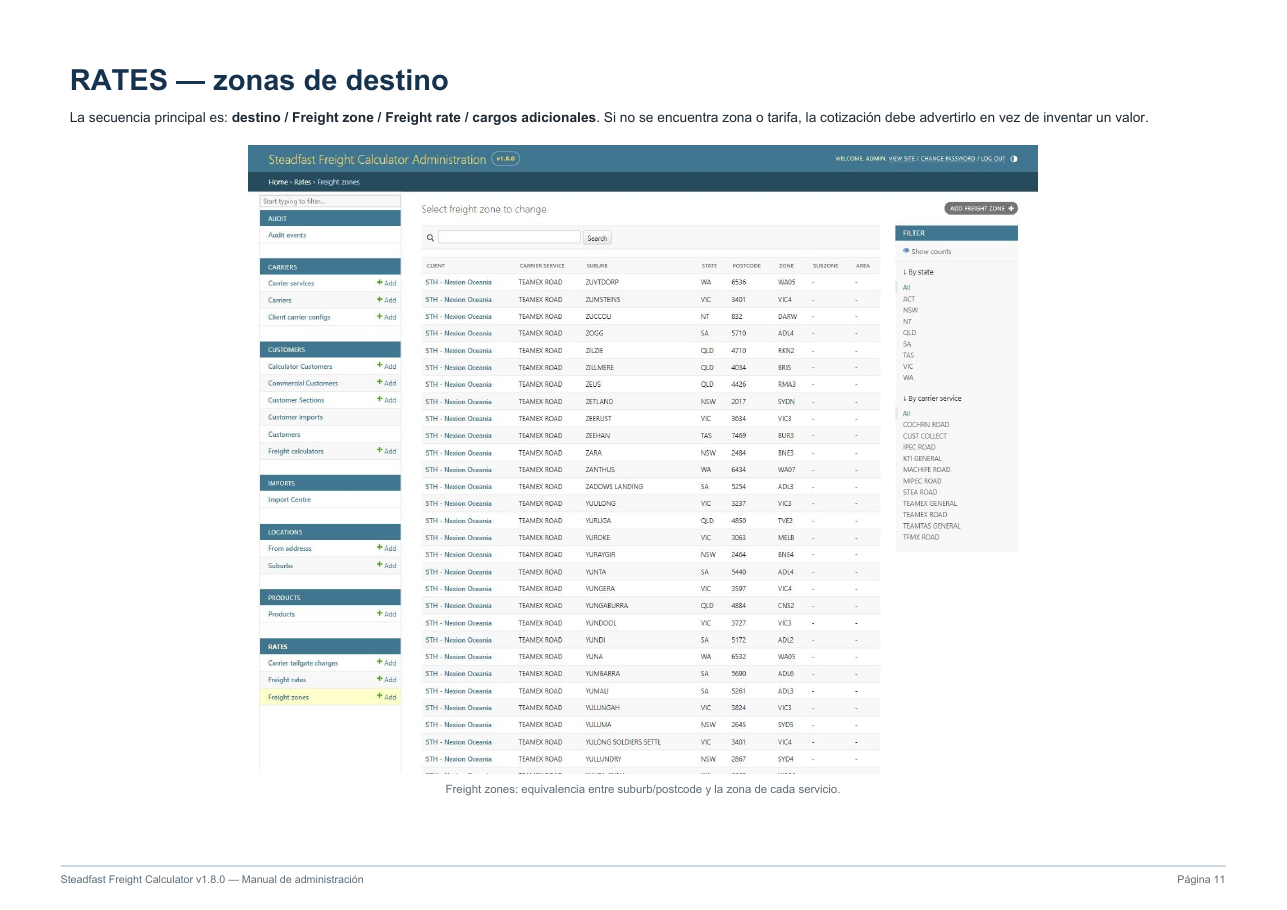 RATES — zonas de destino
La secuencia principal es: destino / Freight zone / Freight rate / cargos adicionales. Si no se encuentra zona o tarifa, la cotización debe advertirlo en vez de inventar un valor.
Steadfast Freight Calculator Administration v1.8.0
WELCOME, ADMIN. VIEW SITE / CHANGE PASSWORD / LOG OUT
Home › Rates › Freight zones
Start typing to filter...
AUDIT
Audit events
CARRIERS
Carrier services + Add
Carriers + Add
Client carrier configs + Add
CUSTOMERS
Calculator Customers + Add
Commercial Customers + Add
Customer Sections + Add
Customer imports
Customers
Freight calculators + Add
IMPORTS
Import Centre
LOCATIONS
From addresss + Add
Suburbs + Add
PRODUCTS
Products + Add
RATES
Carrier tailgate charges + Add
Freight rates + Add
Freight zones + Add
Select freight zone to change
ADD FREIGHT ZONE +
Search
CLIENT CARRIER SERVICE SUBURB STATE POSTCODE ZONE SUBZONE AREA
STH - Nexion Oceania TEAMEX ROAD ZUYTDORP WA 6536 WA05 - -
STH - Nexion Oceania TEAMEX ROAD ZUMSTEINS VIC 3401 VIC4 - -
STH - Nexion Oceania TEAMEX ROAD ZUCCOLI NT 832 DARW - -
STH - Nexion Oceania TEAMEX ROAD ZOGG SA 5710 ADL4 - -
STH - Nexion Oceania TEAMEX ROAD ZILZIE QLD 4710 RKN2 - -
STH - Nexion Oceania TEAMEX ROAD ZILLMERE QLD 4034 BRIS - -
STH - Nexion Oceania TEAMEX ROAD ZEUS QLD 4426 RMA3 - -
STH - Nexion Oceania TEAMEX ROAD ZETLAND NSW 2017 SYDN - -
STH - Nexion Oceania TEAMEX ROAD ZEERUST VIC 3634 VIC3 - -
STH - Nexion Oceania TEAMEX ROAD ZEEHAN TAS 7469 BUR3 - -
STH - Nexion Oceania TEAMEX ROAD ZARA NSW 2484 BNE3 - -
STH - Nexion Oceania TEAMEX ROAD ZANTHUS WA 6434 WA07 - -
STH - Nexion Oceania TEAMEX ROAD ZADOWS LANDING SA 5254 ADL3 - -
STH - Nexion Oceania TEAMEX ROAD YUULONG VIC 3237 VIC3 - -
STH - Nexion Oceania TEAMEX ROAD YURUGA QLD 4850 TVE2 - -
STH - Nexion Oceania TEAMEX ROAD YUROKE VIC 3063 MELB - -
STH - Nexion Oceania TEAMEX ROAD YURAYGIR NSW 2464 BNE4 - -
STH - Nexion Oceania TEAMEX ROAD YUNTA SA 5440 ADL4 - -
STH - Nexion Oceania TEAMEX ROAD YUNGERA VIC 3597 VIC4 - -
STH - Nexion Oceania TEAMEX ROAD YUNGABURRA QLD 4884 CNS2 - -
STH - Nexion Oceania TEAMEX ROAD YUNDOOL VIC 3727 VIC3 - -
STH - Nexion Oceania TEAMEX ROAD YUNDI SA 5172 ADL2 - -
STH - Nexion Oceania TEAMEX ROAD YUNA WA 6532 WA05 - -
STH - Nexion Oceania TEAMEX ROAD YUMBARRA SA 5690 ADL6 - -
STH - Nexion Oceania TEAMEX ROAD YUMALI SA 5261 ADL3 - -
STH - Nexion Oceania TEAMEX ROAD YULUNGAH VIC 3824 VIC3 - -
STH - Nexion Oceania TEAMEX ROAD YULUMA NSW 2645 SYD5 - -
STH - Nexion Oceania TEAMEX ROAD YULONG SOLDIERS SETTL VIC 3401 VIC4 - -
STH - Nexion Oceania TEAMEX ROAD YULLUNDRY NSW 2867 SYD4 - -
FILTER
Show counts
↓ By state
All
ACT
NSW
NT
QLD
SA
TAS
VIC
WA
↓ By carrier service
All
COCHRN ROAD
CUST COLLECT
IPEC ROAD
KTI GENERAL
MACHIPE ROAD
MIPEC ROAD
STEA ROAD
TEAMEX GENERAL
TEAMEX ROAD
TEAMTAS GENERAL
TFMX ROAD
Freight zones: equivalencia entre suburb/postcode y la zona de cada servicio.
Steadfast Freight Calculator v1.8.0 — Manual de administración
Página 11